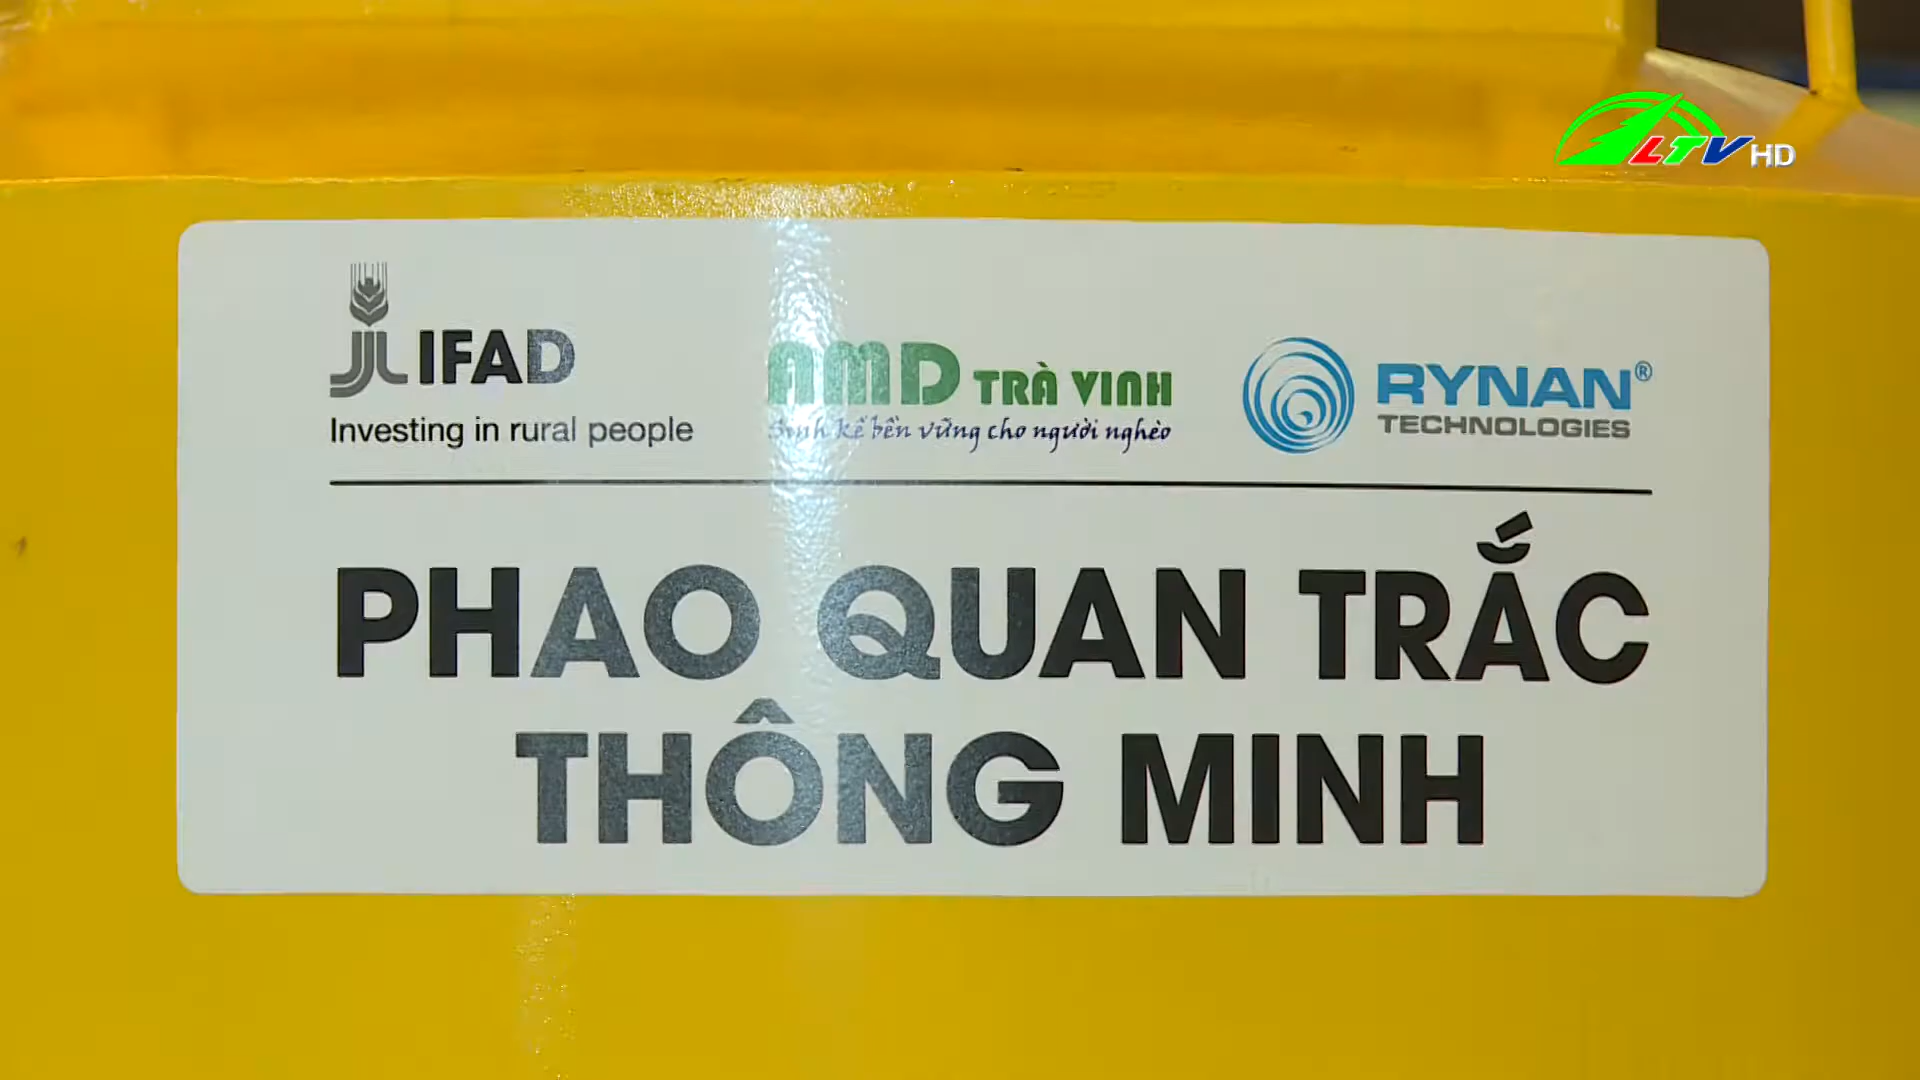 LTV HD
IFAD
Investing in rural people
AMD TRÀ VINH
Sinh kế bền vững cho người nghèo
RYNAN®
TECHNOLOGIES
PHAO QUAN TRẮC
THÔNG MINH